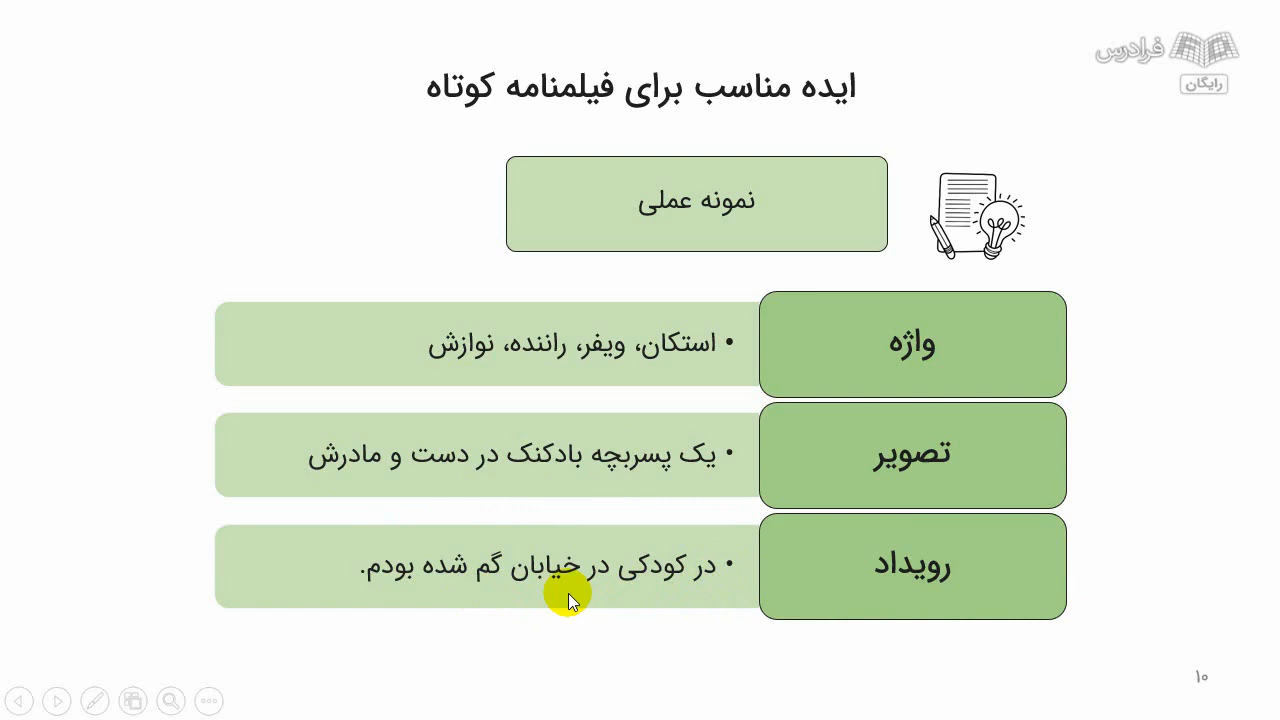 فرادرس
رایگان
ایده مناسب برای فیلمنامه کوتاه
نمونه عملی
واژه
• استکان، ویفر، راننده، نوازش
تصویر
• یک پسربچه بادکنک در دست و مادرش
رویداد
• در کودکی در خیابان گم شده بودم.
۱۰